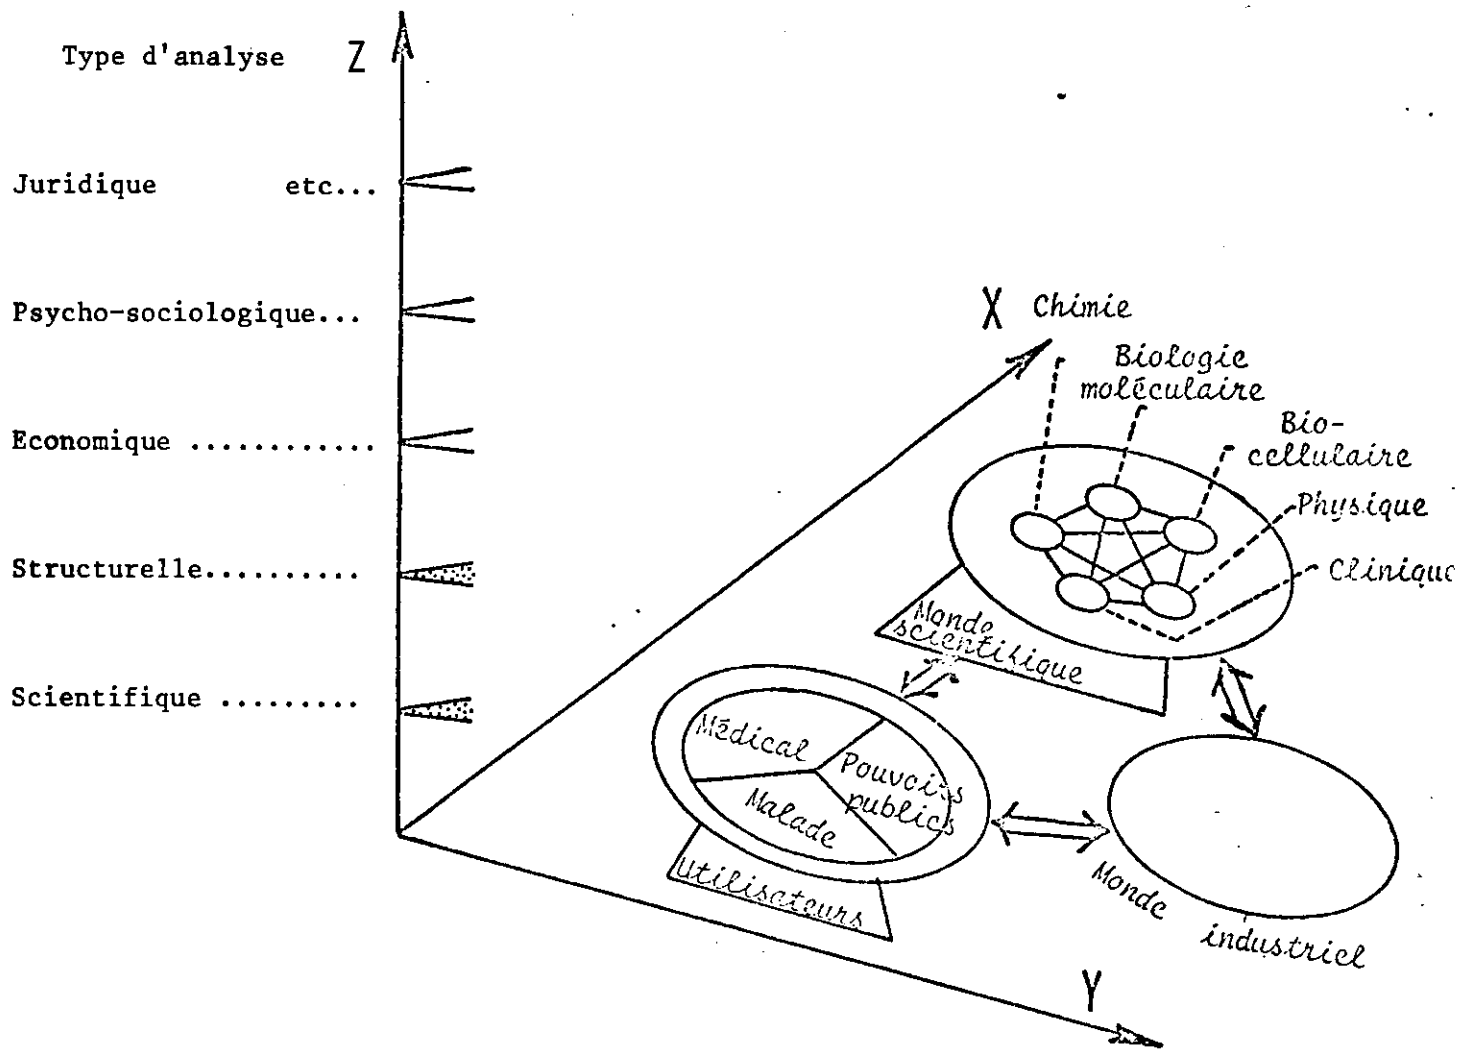 Type d'analyse Z
Juridique etc...
Psycho-sociologique...
Economique ............
Structurelle..........
Scientifique .........
X Chimie
Biologie
moléculaire
Bio-
cellulaire
Physique
Clinique
Monde
scientifique
Médical
Pouvoirs
publics
Malade
Utilisateurs
Monde
industriel
Y